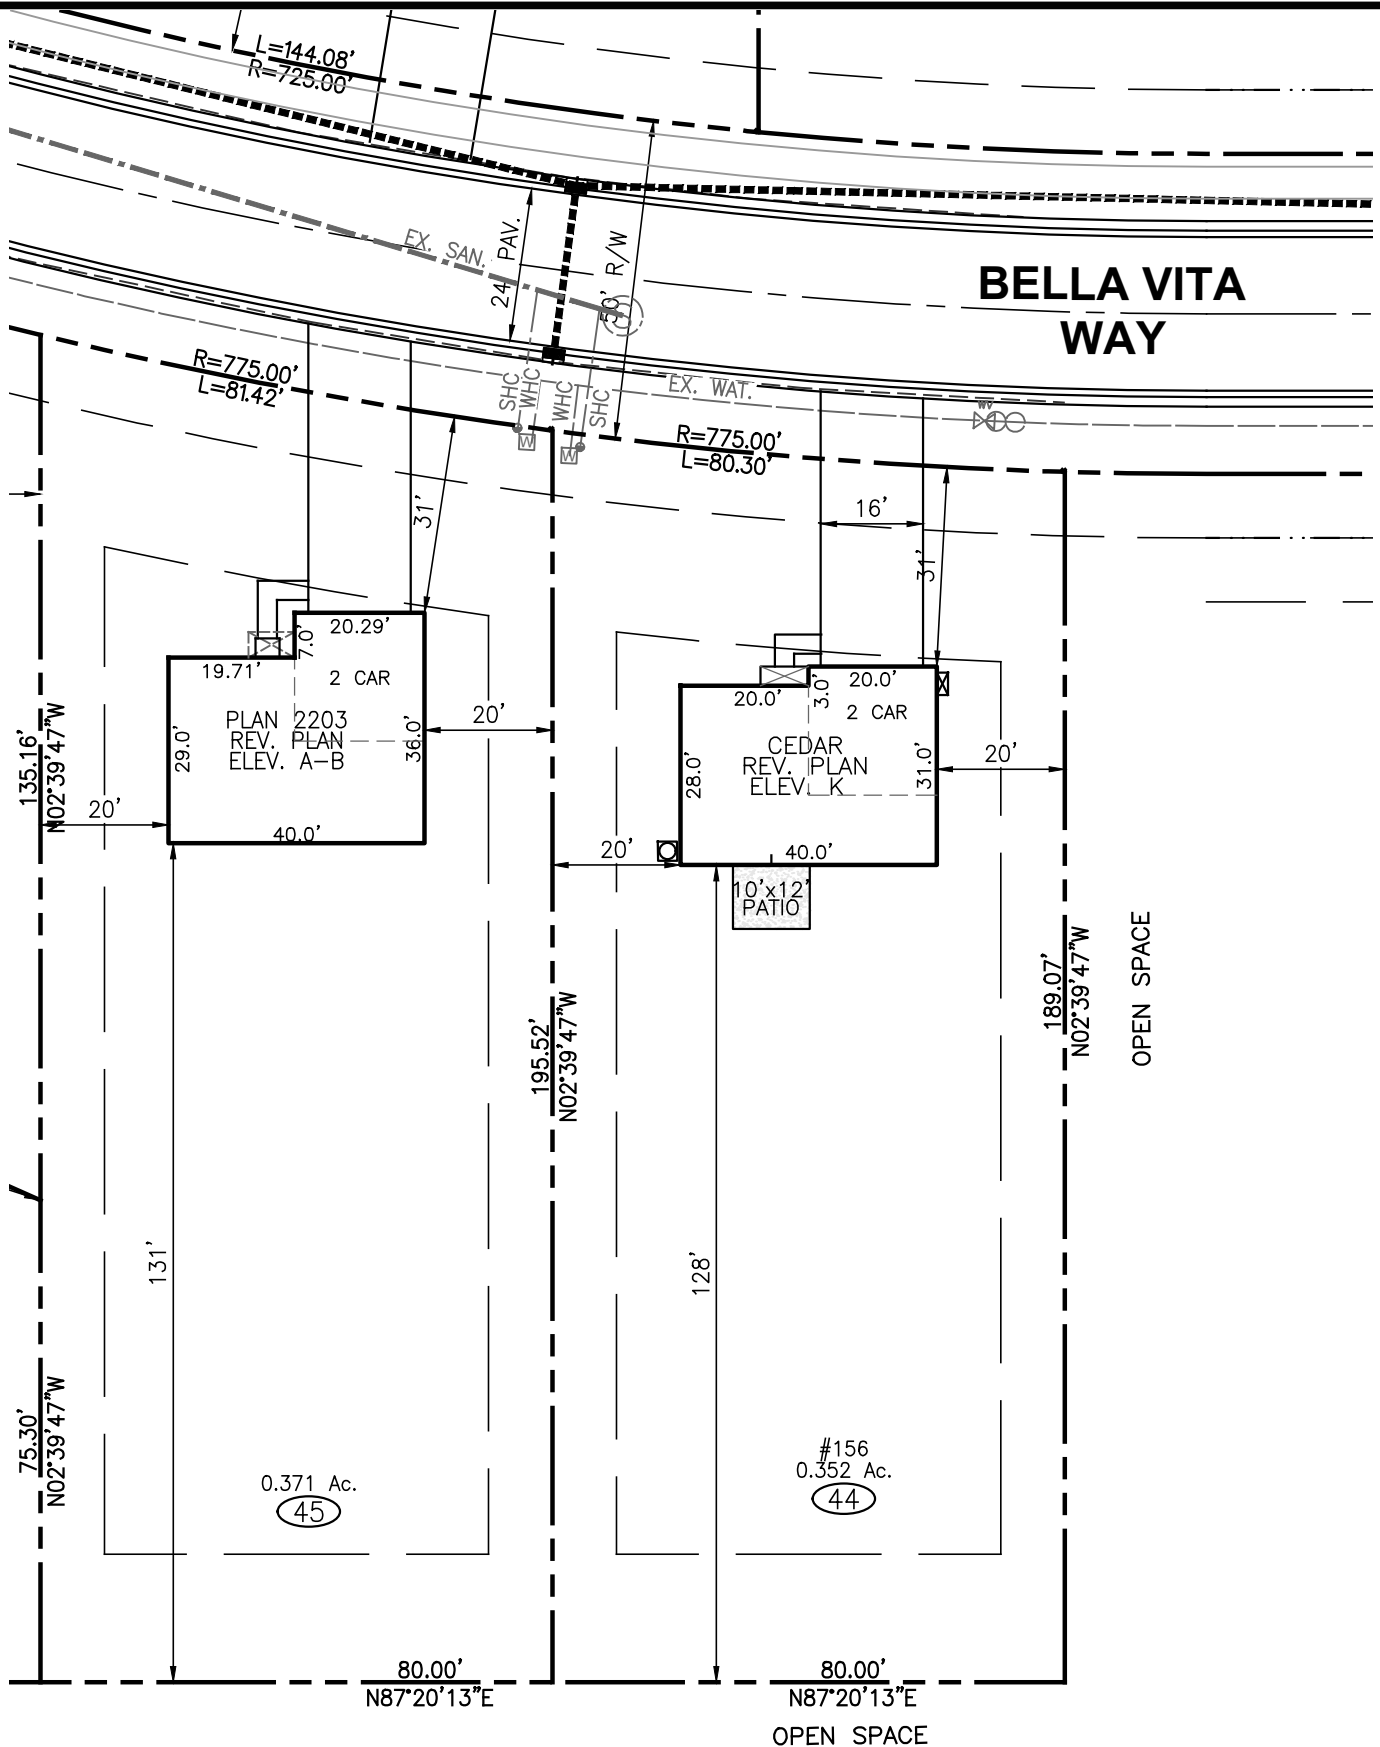 L=144.08'
R=725.00'
EX. SAN.
24' PAV.
50' R/W
BELLA VITA
WAY
R=775.00'
L=81.42'
SHC
WHC
WHC
SHC
W
W
EX. WAT.
WV
R=775.00'
L=80.30'
31'
16'
31'
20.29'
7.0'
19.71'
2 CAR
PLAN 2203
REV. PLAN
ELEV. A-B
29.0'
36.0'
40.0'
20'
20'
135.16'
N02°39'47"W
20.0'
3.0'
20.0'
2 CAR
CEDAR
REV. PLAN
ELEV. K
28.0'
31.0'
40.0'
20'
20'
10'x12'
PATIO
195.52'
N02°39'47"W
189.07'
N02°39'47"W
OPEN SPACE
131'
128'
75.30'
N02°39'47"W
0.371 Ac.
45
#156
0.352 Ac.
44
80.00'
N87°20'13"E
80.00'
N87°20'13"E
OPEN SPACE